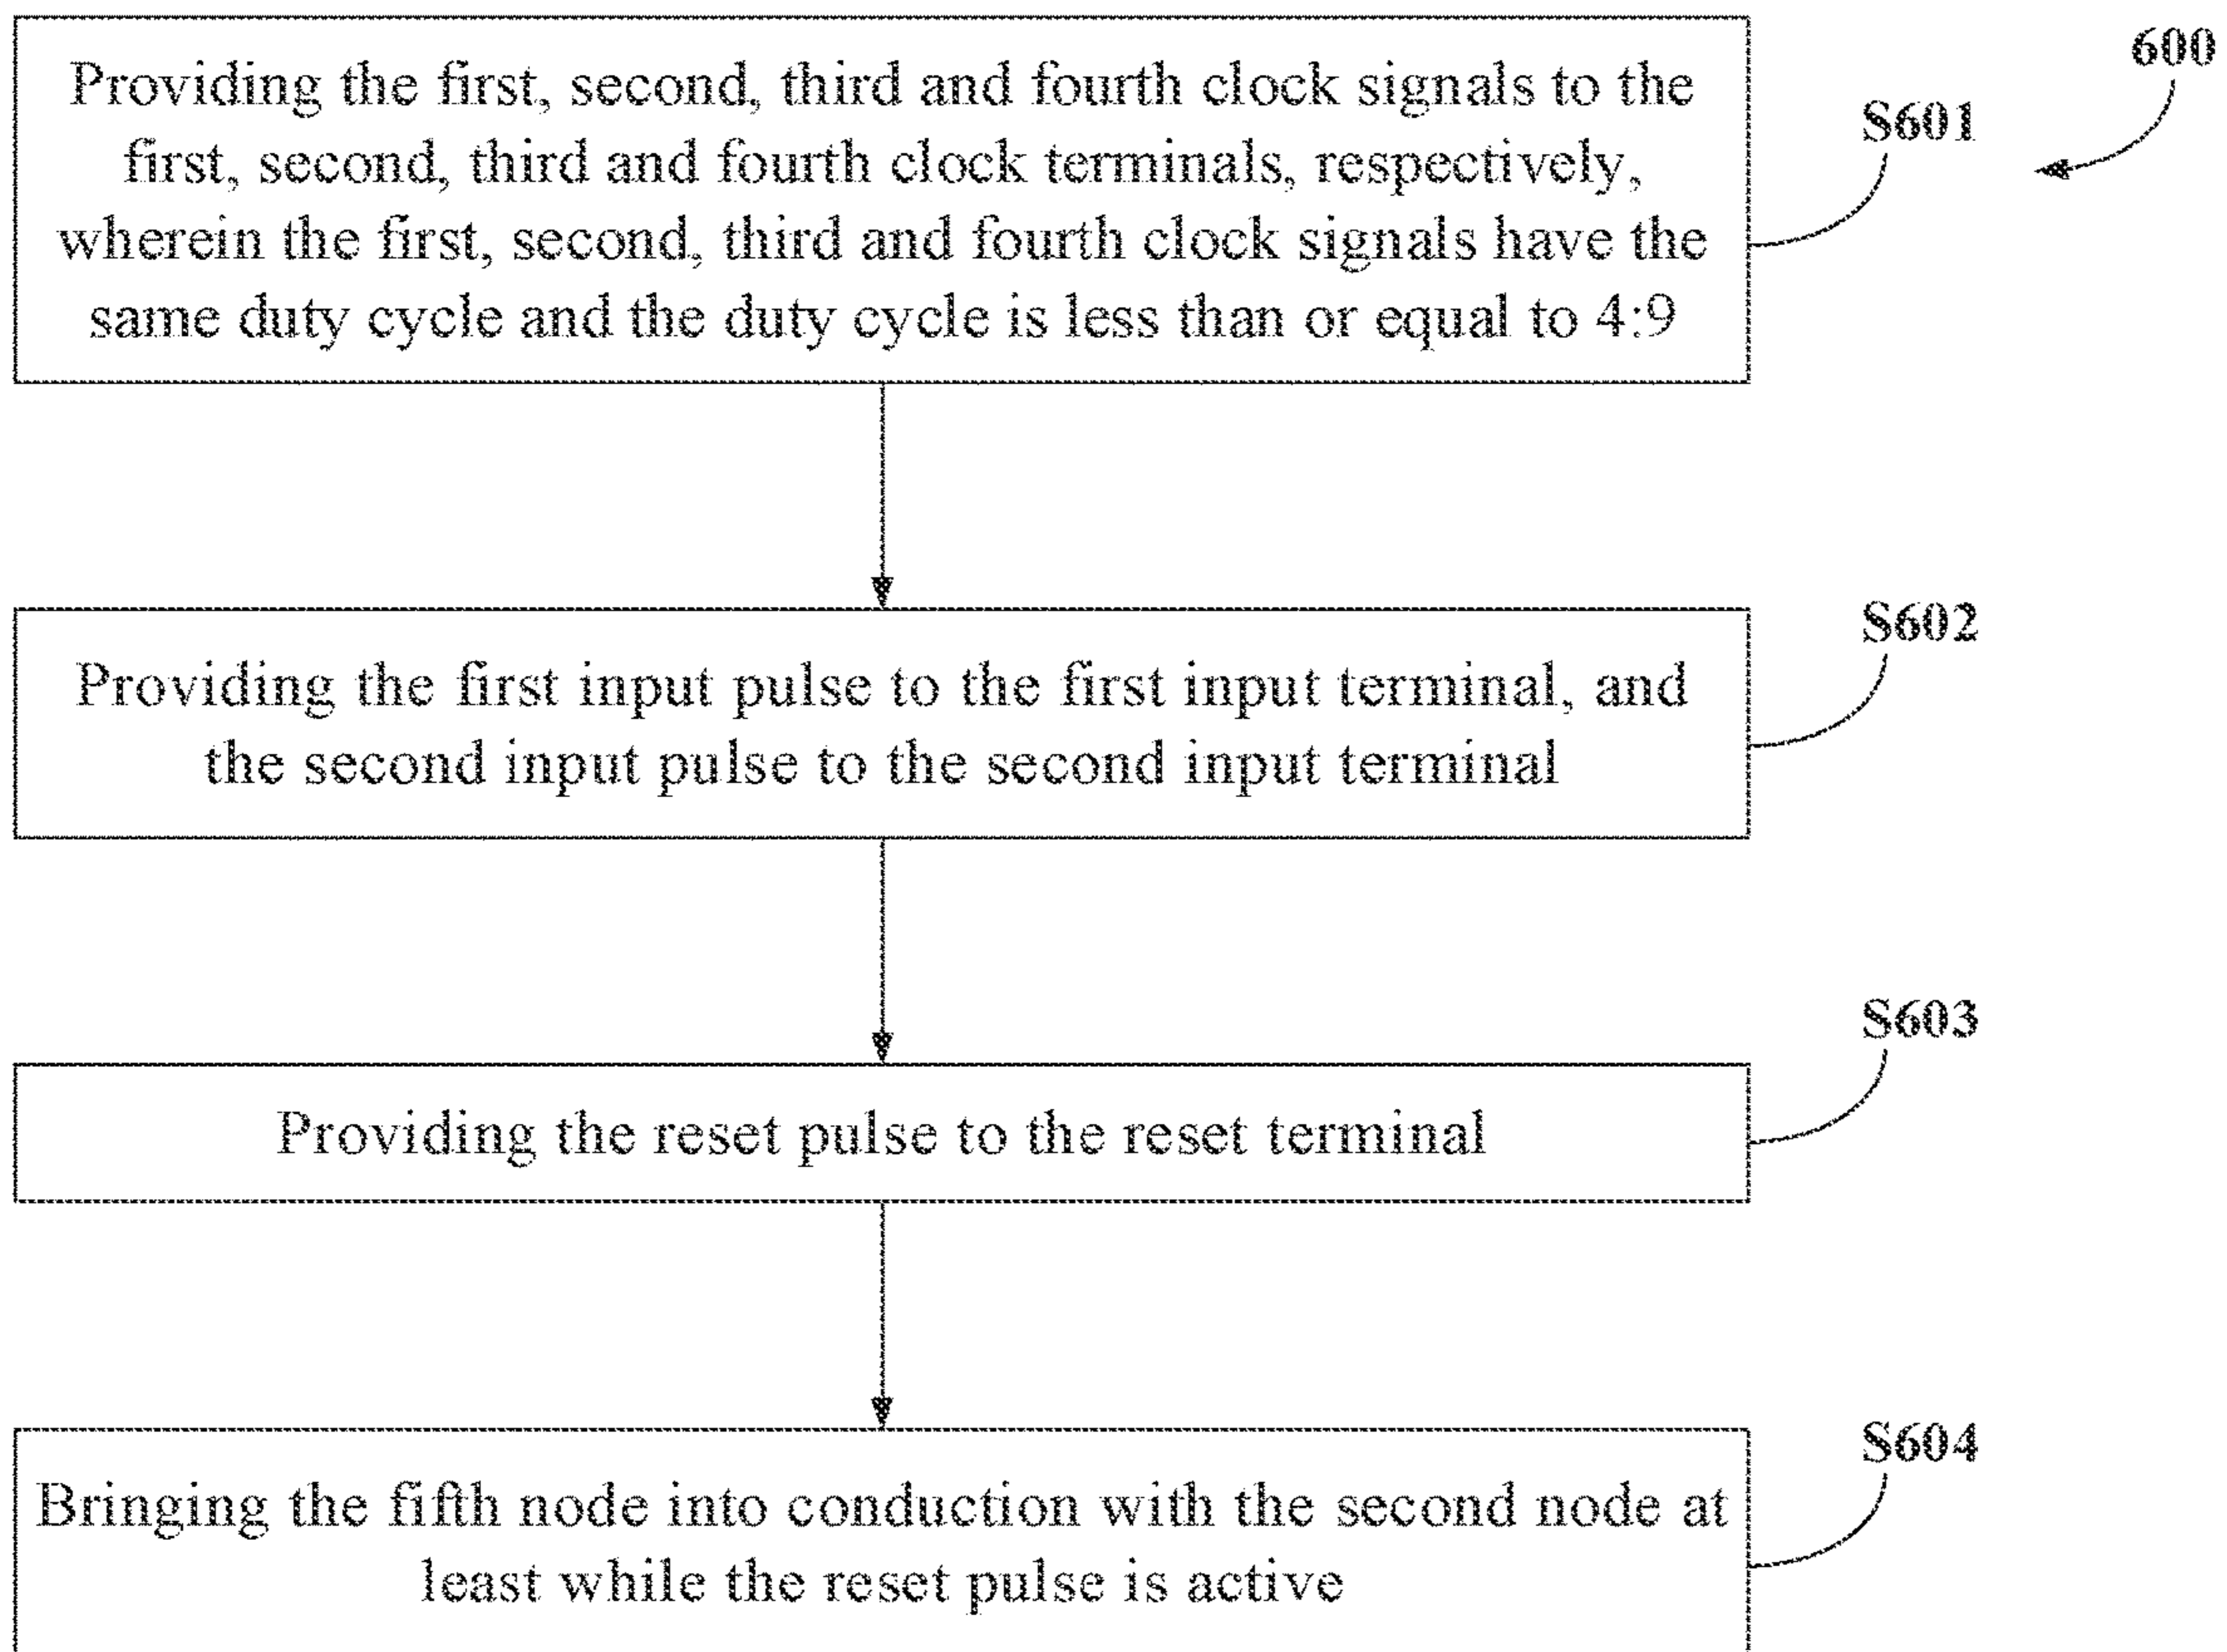 600
Providing the first, second, third and fourth clock signals to the
first, second, third and fourth clock terminals, respectively,
wherein the first, second, third and fourth clock signals have the
same duty cycle and the duty cycle is less than or equal to 4:9
S601
Providing the first input pulse to the first input terminal, and
the second input pulse to the second input terminal
S602
Providing the reset pulse to the reset terminal
S603
Bringing the fifth node into conduction with the second node at
least while the reset pulse is active
S604